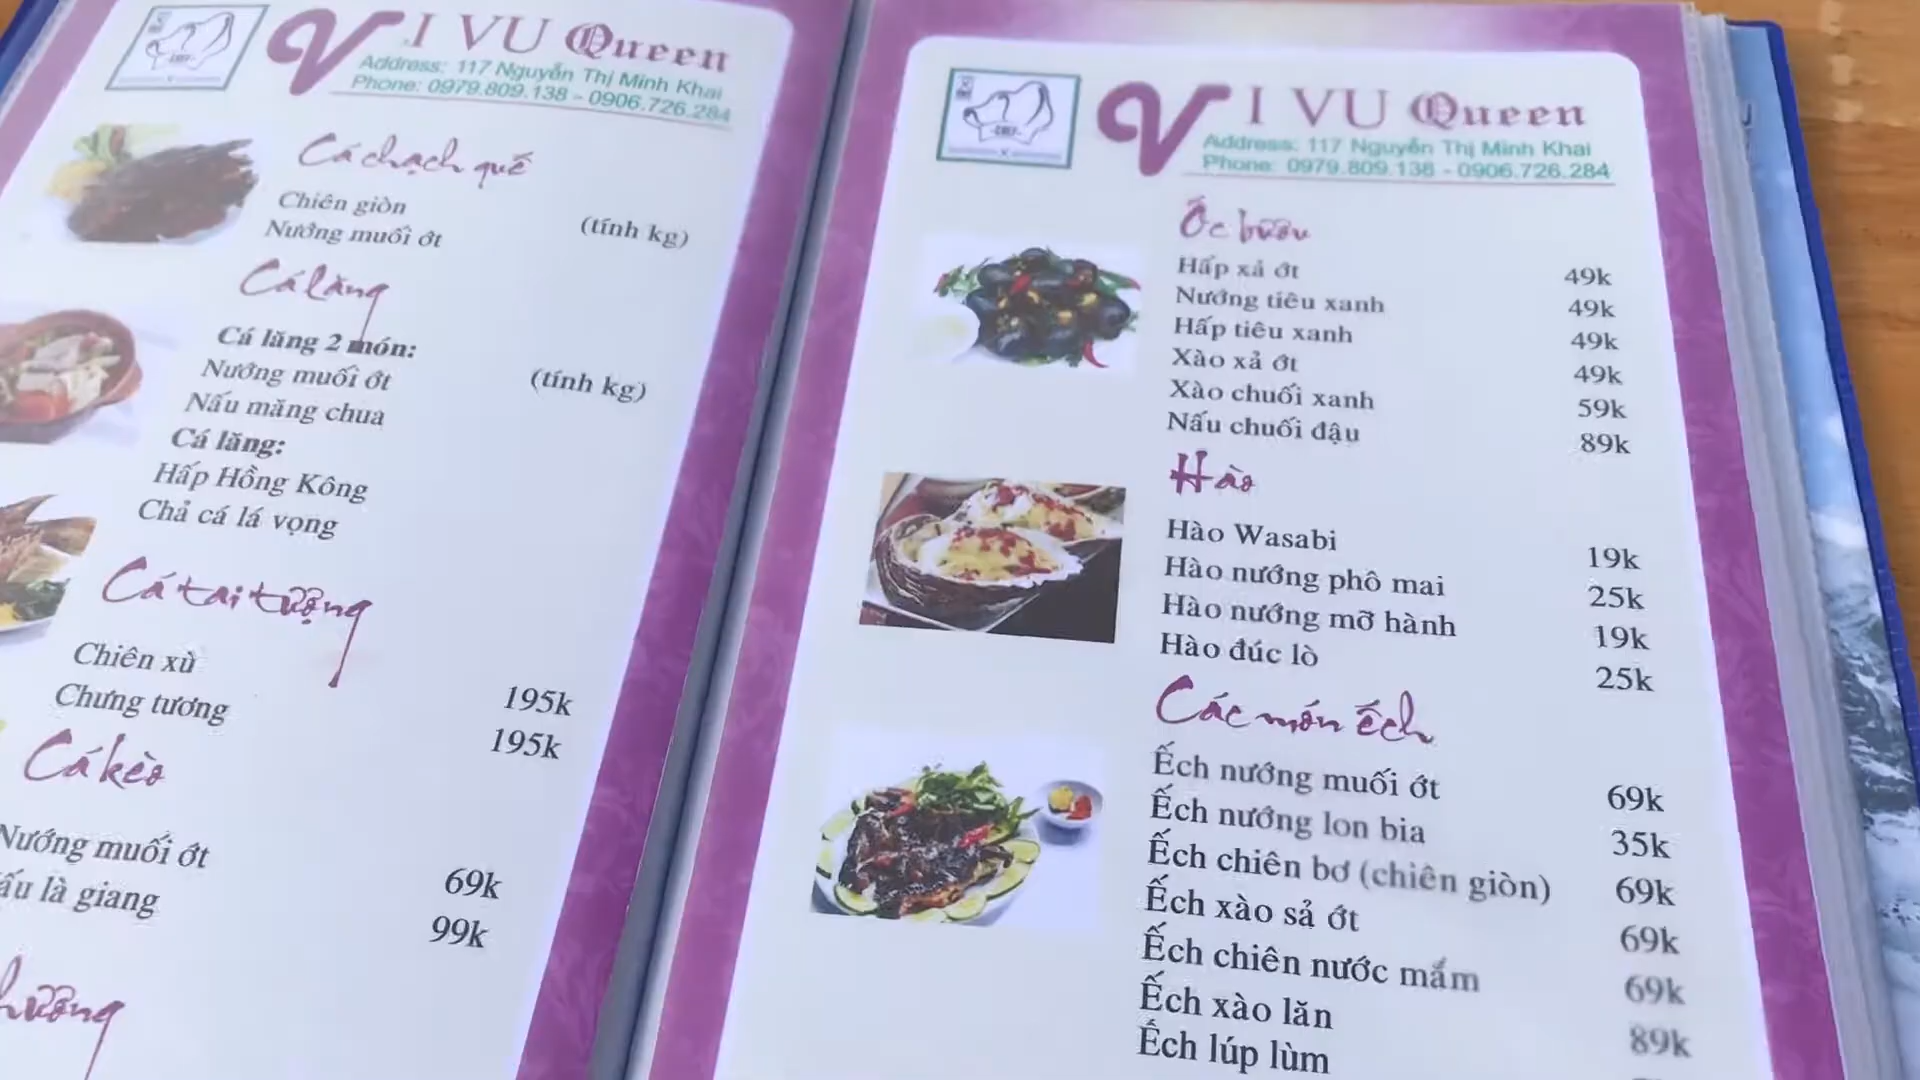 VI VU Queen
Address: 117 Nguyễn Thị Minh Khai
Phone: 0979.809.138 - 0906.726.284
Cá chạch quế
Chiên giòn
Nướng muối ớt
(tính kg)
Cá lăng
Cá lăng 2 món:
Nướng muối ớt (tính kg)
Nấu măng chua
Cá lăng:
Hấp Hồng Kông
Chả cá lá vọng
Cá tai tượng
Chiên xù 195k
Chưng tương 195k
Cá kèo
Nướng muối ớt 69k
ấu là giang 99k
VI VU Queen
CHEF
Address: 117 Nguyễn Thị Minh Khai
Phone: 0979.809.138 - 0906.726.284
Ốc bươu
Hấp xả ớt 49k
Nướng tiêu xanh 49k
Hấp tiêu xanh 49k
Xào xả ớt 49k
Xào chuối xanh 59k
Nấu chuối đậu 89k
Hào
Hào Wasabi 19k
Hào nướng phô mai 25k
Hào nướng mỡ hành 19k
Hào đúc lò 25k
Các món ếch
Ếch nướng muối ớt 69k
Ếch nướng lon bia 35k
Ếch chiên bơ (chiên giòn) 69k
Ếch xào sả ớt 69k
Ếch chiên nước mắm 69k
Ếch xào lăn 89k
Ếch lúp lùm